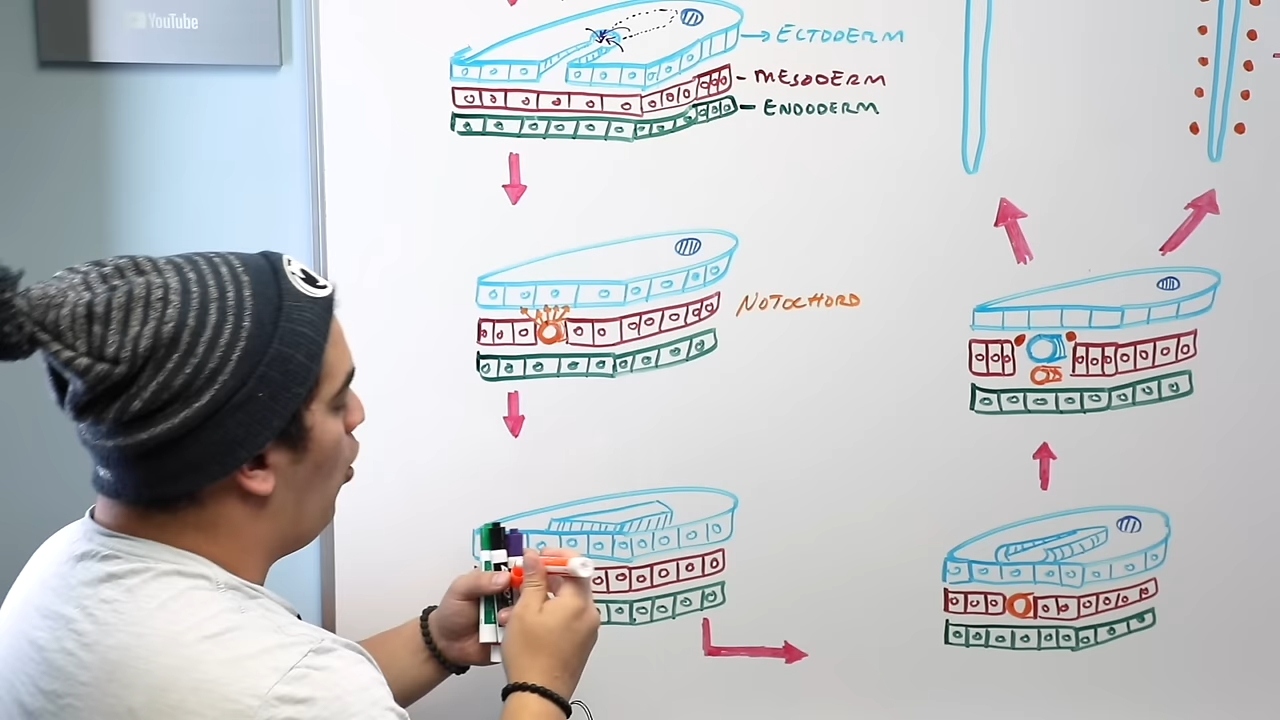 YouTube
→ ECTODERM
- MESODERM
- ENDODERM
NOTOCHORD